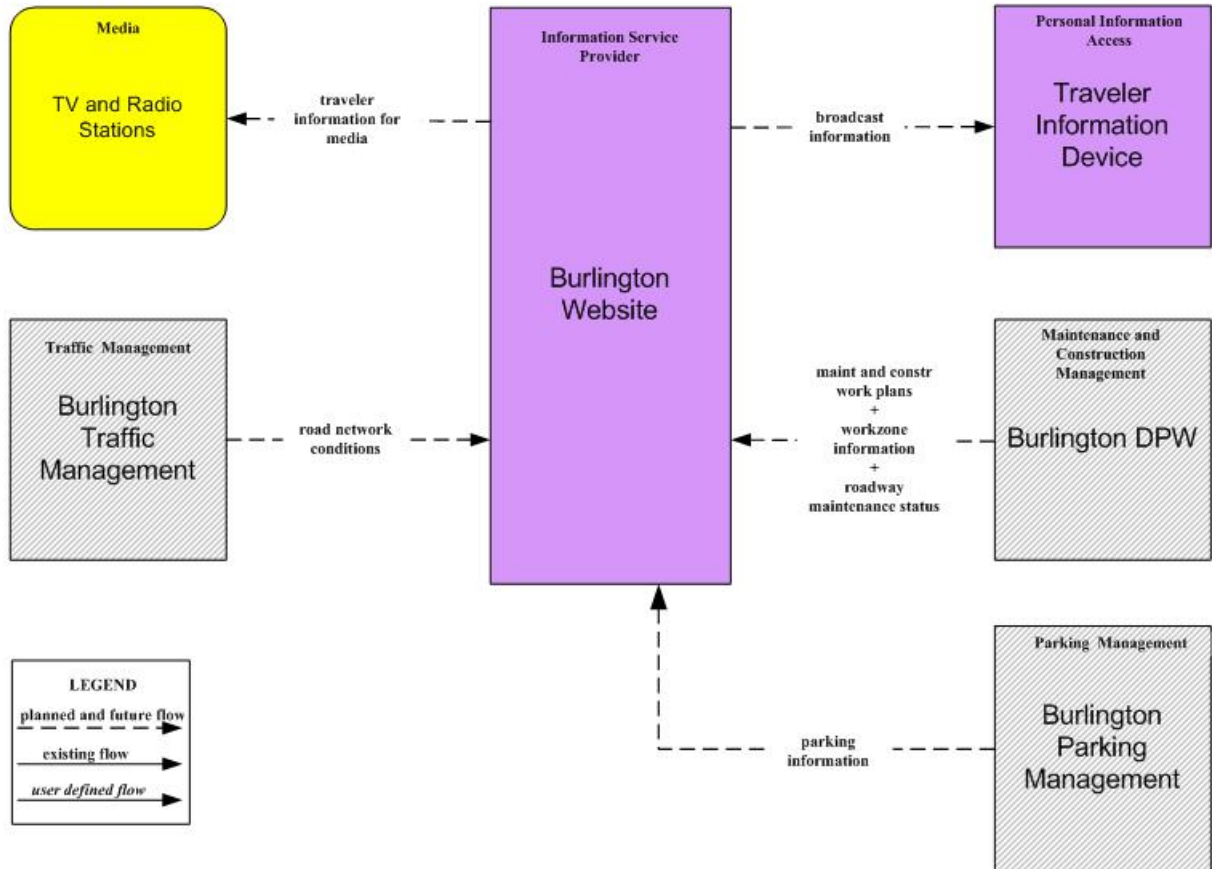 Media
TV and Radio
Stations
traveler
information for
media
Information Service
Provider
Burlington
Website
broadcast
information
Personal Information
Access
Traveler
Information
Device
Traffic Management
Burlington
Traffic
Management
road network
conditions
maint and constr
work plans
+
workzone
information
+
roadway
maintenance status
Maintenance and
Construction
Management
Burlington DPW
Parking Management
Burlington
Parking
Management
parking
information
LEGEND
planned and future flow
existing flow
user defined flow